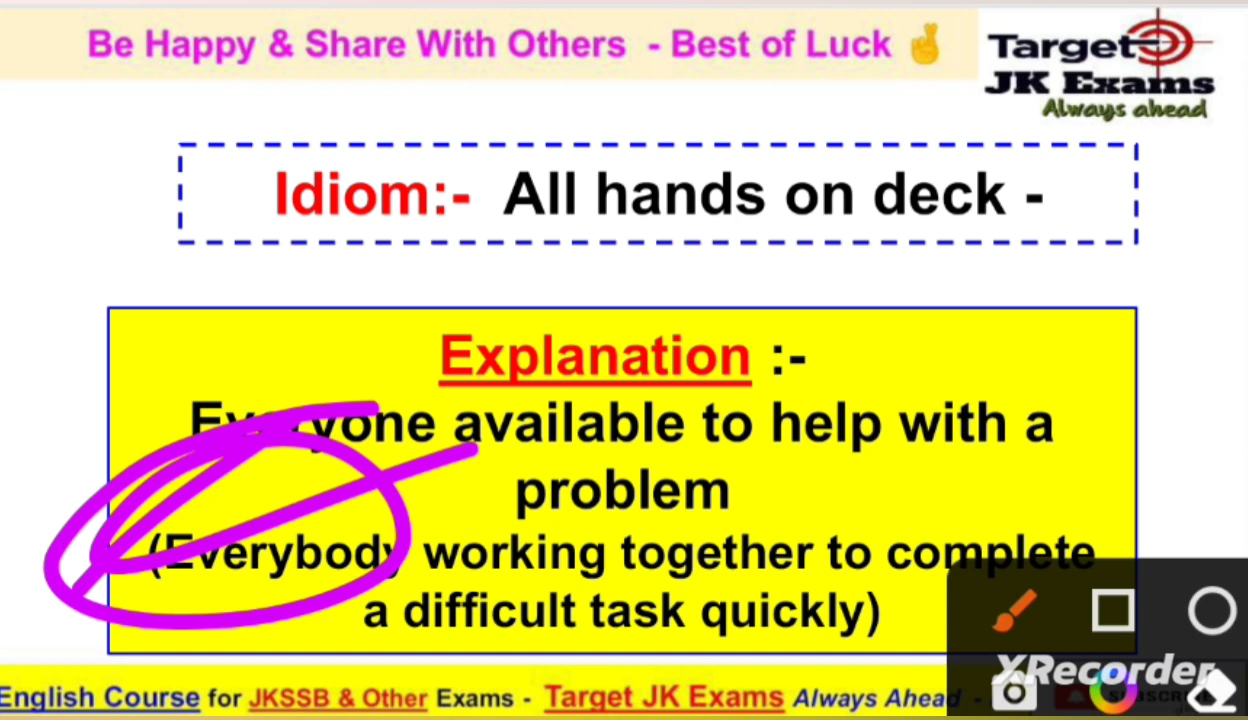 Be Happy & Share With Others - Best of Luck
Target
JK Exams
Always ahead
Idiom:- All hands on deck -
Explanation :-
Everyone available to help with a
problem
(Everybody working together to complete
a difficult task quickly)
XRecorder
English Course for JKSSB & Other Exams - Target JK Exams Always Ahead -